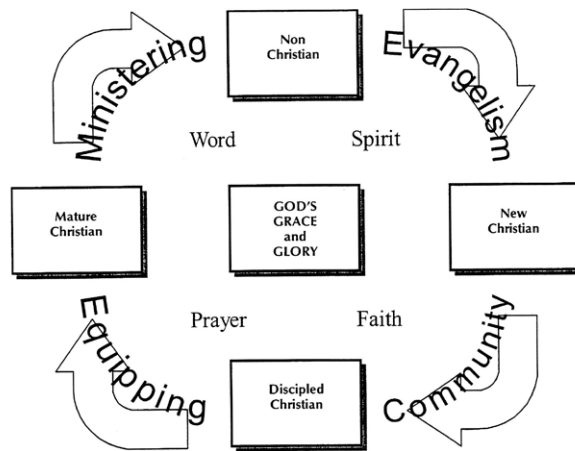 Non
Christian
Ministering
Evangelism
Word
Spirit
Mature
Christian
GOD'S
GRACE
and
GLORY
New
Christian
Prayer
Faith
Equipping
Community
Discipled
Christian